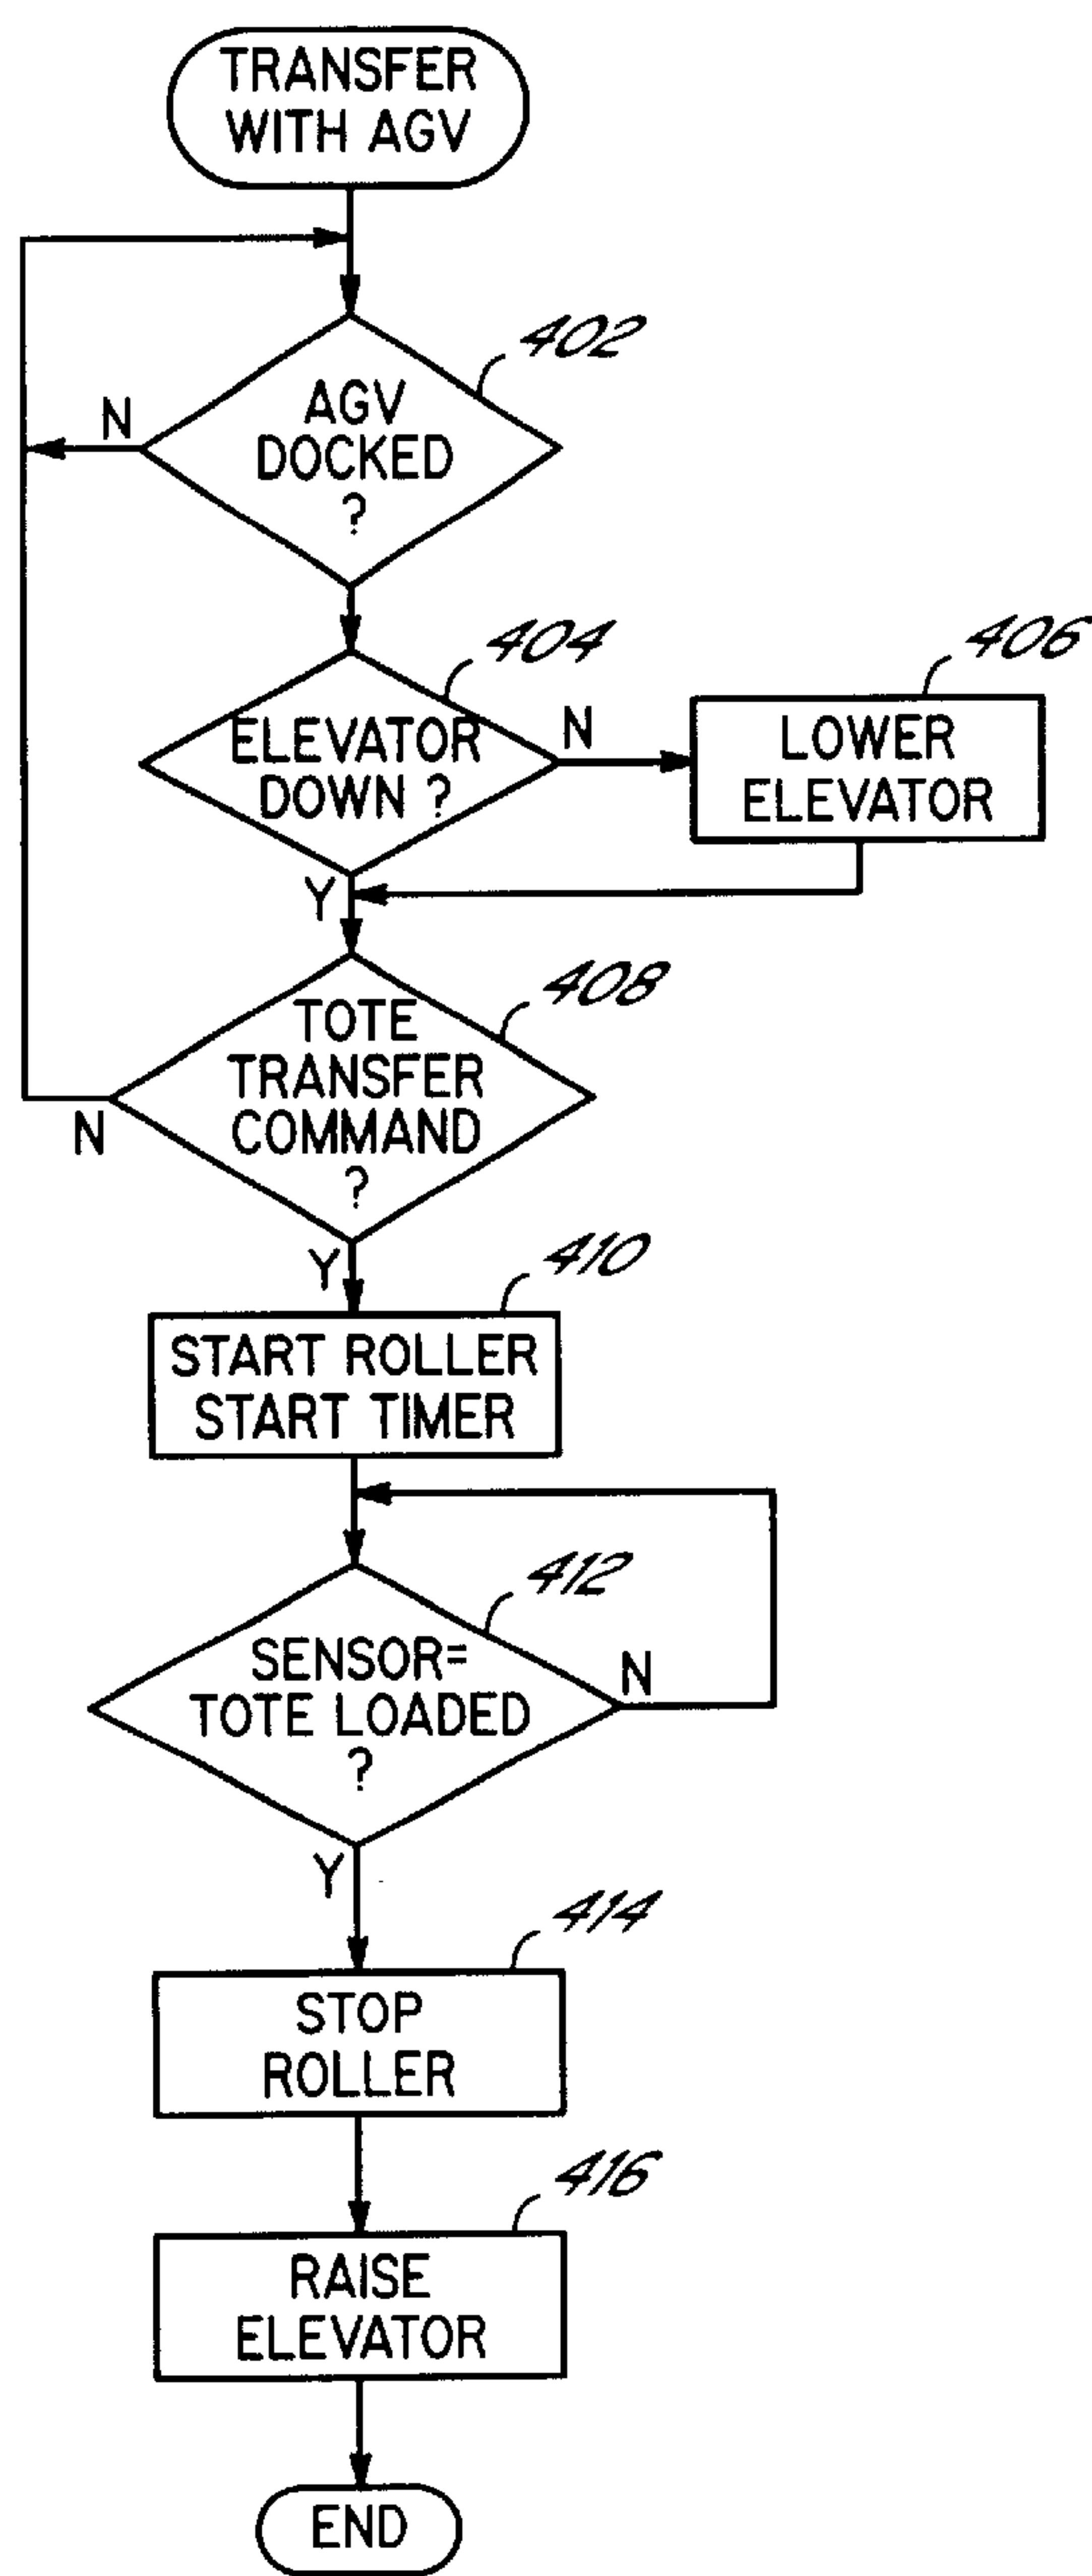 TRANSFER
WITH AGV
402
AGV
DOCKED
?
N
404
ELEVATOR
DOWN ?
N
Y
406
LOWER
ELEVATOR
408
TOTE
TRANSFER
COMMAND
?
N
Y
410
START ROLLER
START TIMER
412
SENSOR=
TOTE LOADED
?
N
Y
414
STOP
ROLLER
416
RAISE
ELEVATOR
END